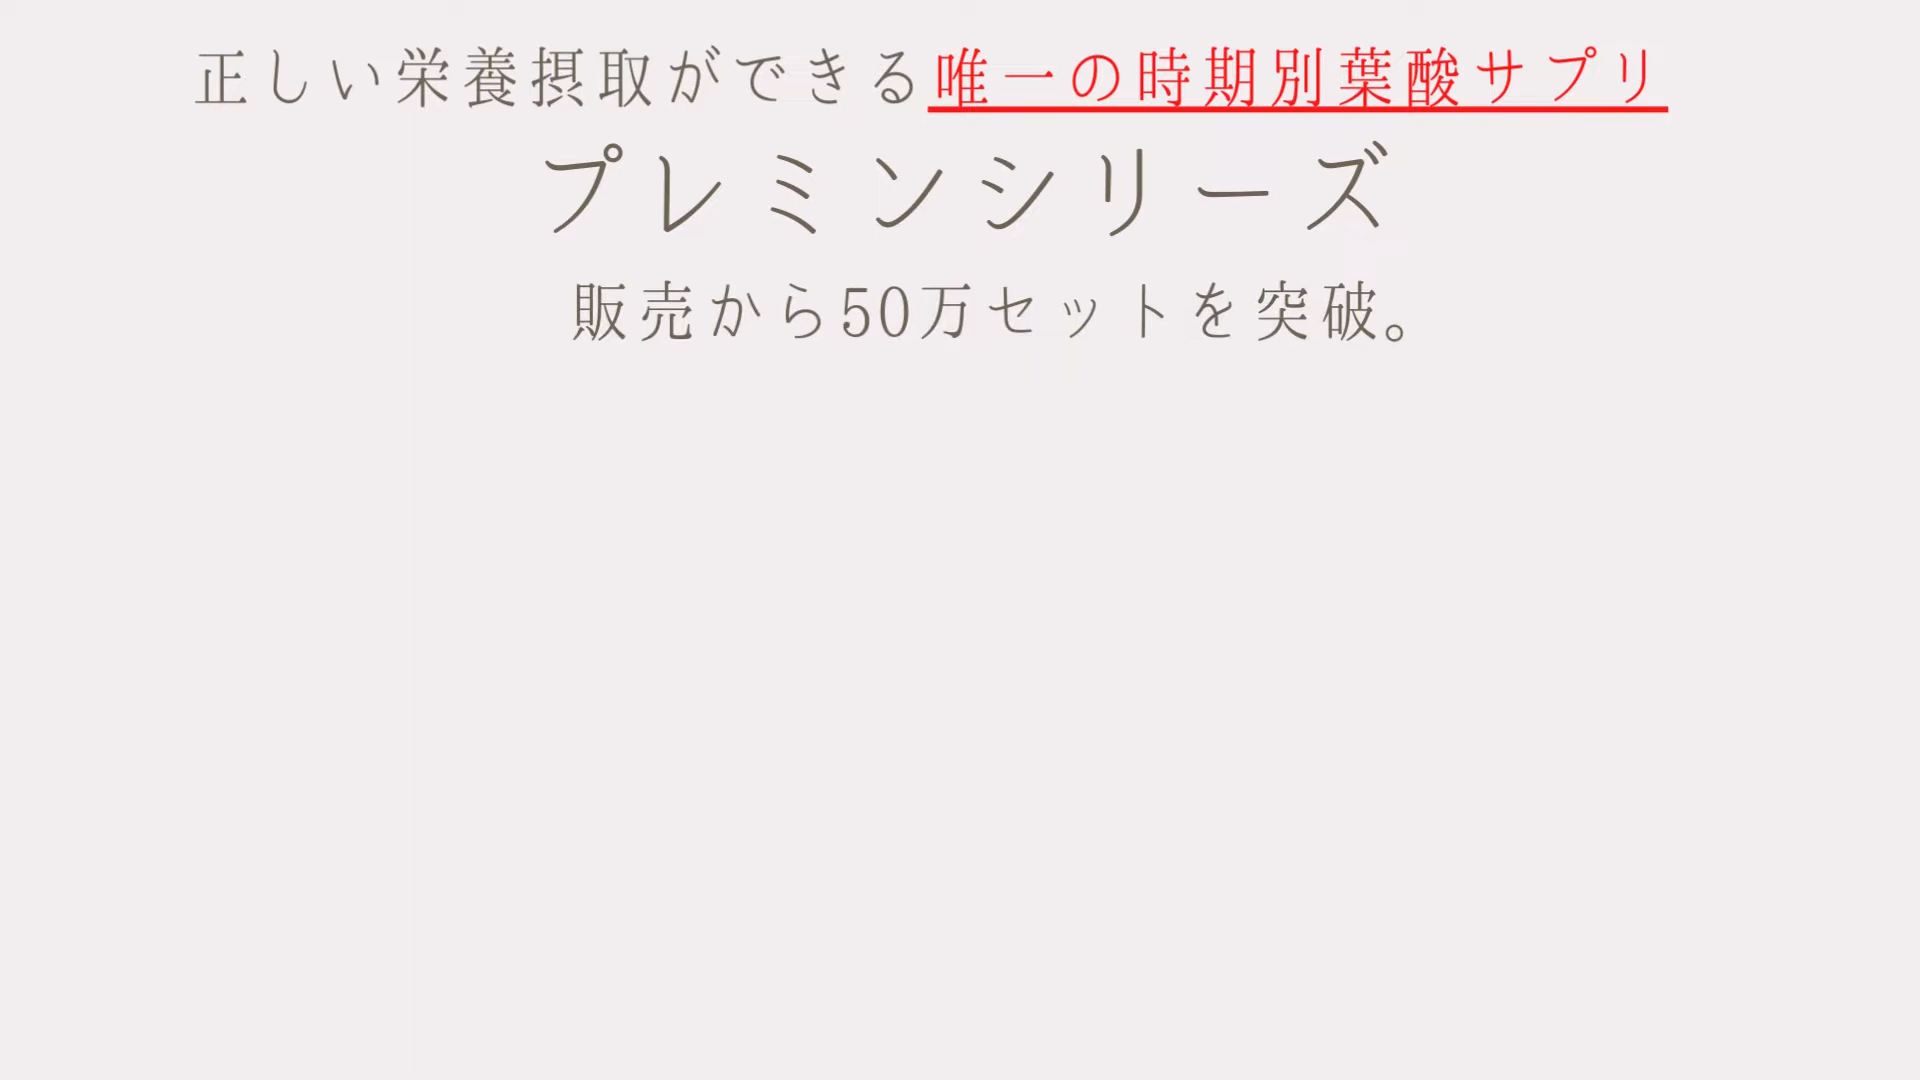 正しい栄養摂取ができる唯一の時期別葉酸サプリ
プレミンシリーズ
販売から50万セットを突破。